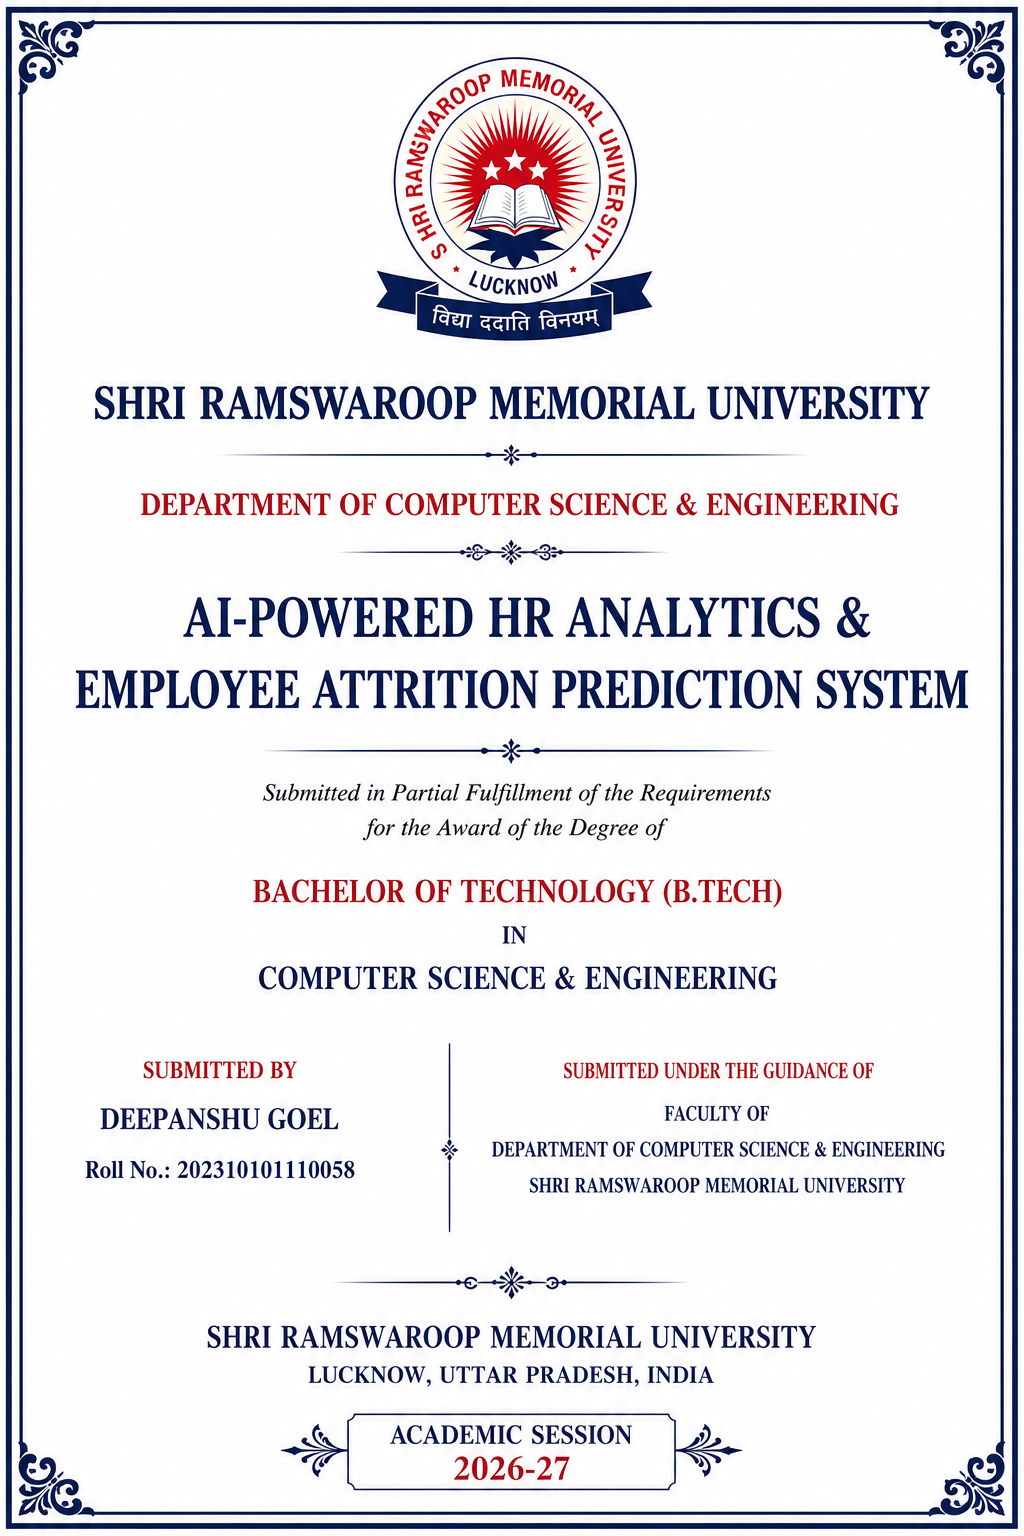 SHRI RAMSWAROOP MEMORIAL UNIVERSITY
LUCKNOW
विद्या ददाति विनयम्
SHRI RAMSWAROOP MEMORIAL UNIVERSITY
DEPARTMENT OF COMPUTER SCIENCE & ENGINEERING
AI-POWERED HR ANALYTICS &
EMPLOYEE ATTRITION PREDICTION SYSTEM
Submitted in Partial Fulfillment of the Requirements
for the Award of the Degree of
BACHELOR OF TECHNOLOGY (B.TECH)
IN
COMPUTER SCIENCE & ENGINEERING
SUBMITTED BY
DEEPANSHU GOEL
Roll No.: 202310101110058
SUBMITTED UNDER THE GUIDANCE OF
FACULTY OF
DEPARTMENT OF COMPUTER SCIENCE & ENGINEERING
SHRI RAMSWAROOP MEMORIAL UNIVERSITY
SHRI RAMSWAROOP MEMORIAL UNIVERSITY
LUCKNOW, UTTAR PRADESH, INDIA
ACADEMIC SESSION
2026-27